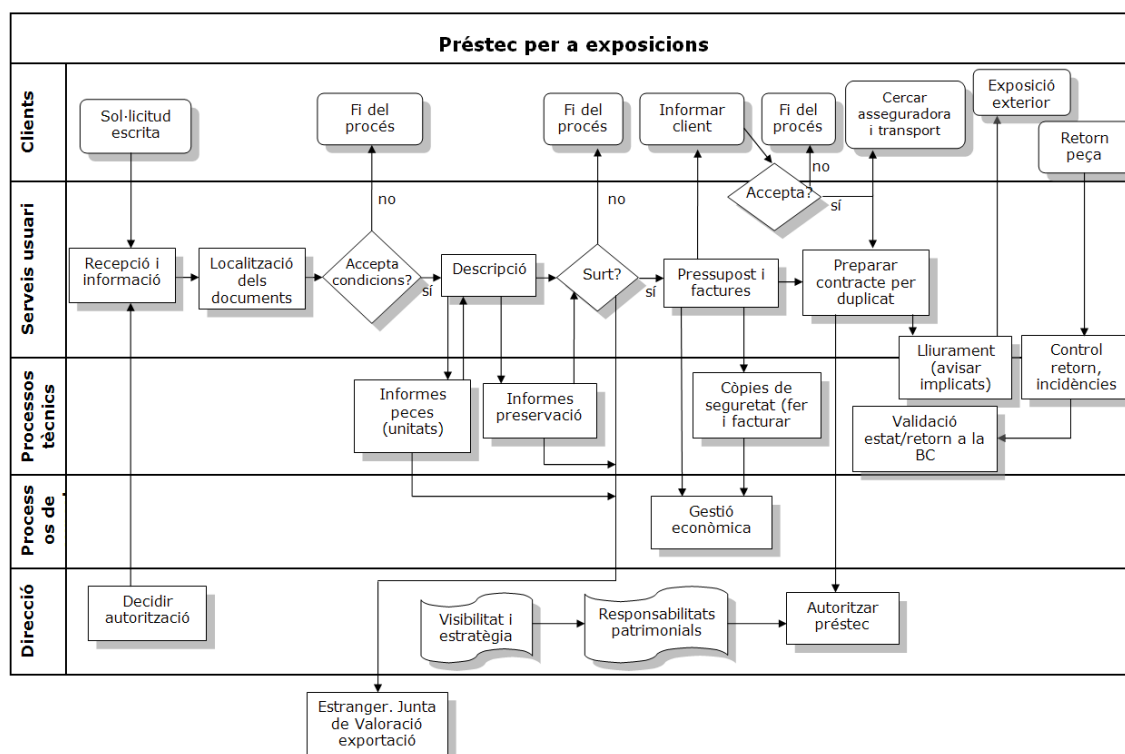 Préstec per a exposicions
Clients
Sol·licitud
escrita
Fi del
procés
Fi del
procés
Informar
client
Fi del
procés
Cercar
asseguradora
i transport
Exposició
exterior
Retorn
peça
no
no
no
Accepta?
sí
Serveis usuari
Recepció i
informació
Localització
dels
documents
Accepta
condicions?
sí
Descripció
Surt?
sí
Pressupost i
factures
Preparar
contracte per
duplicat
Lliurament
(avisar
implicats)
Control
retorn,
incidències
Processos
tècnics
Informes
peces
(unitats)
Informes
preservació
Còpies de
seguretat (fer
i facturar
Validació
estat/retorn a la
BC
Process
os de
Gestió
econòmica
Direcció
Decidir
autorització
Visibilitat i
estratègia
Responsabilitats
patrimonials
Autoritzar
préstec
Estranger. Junta
de Valoració
exportació